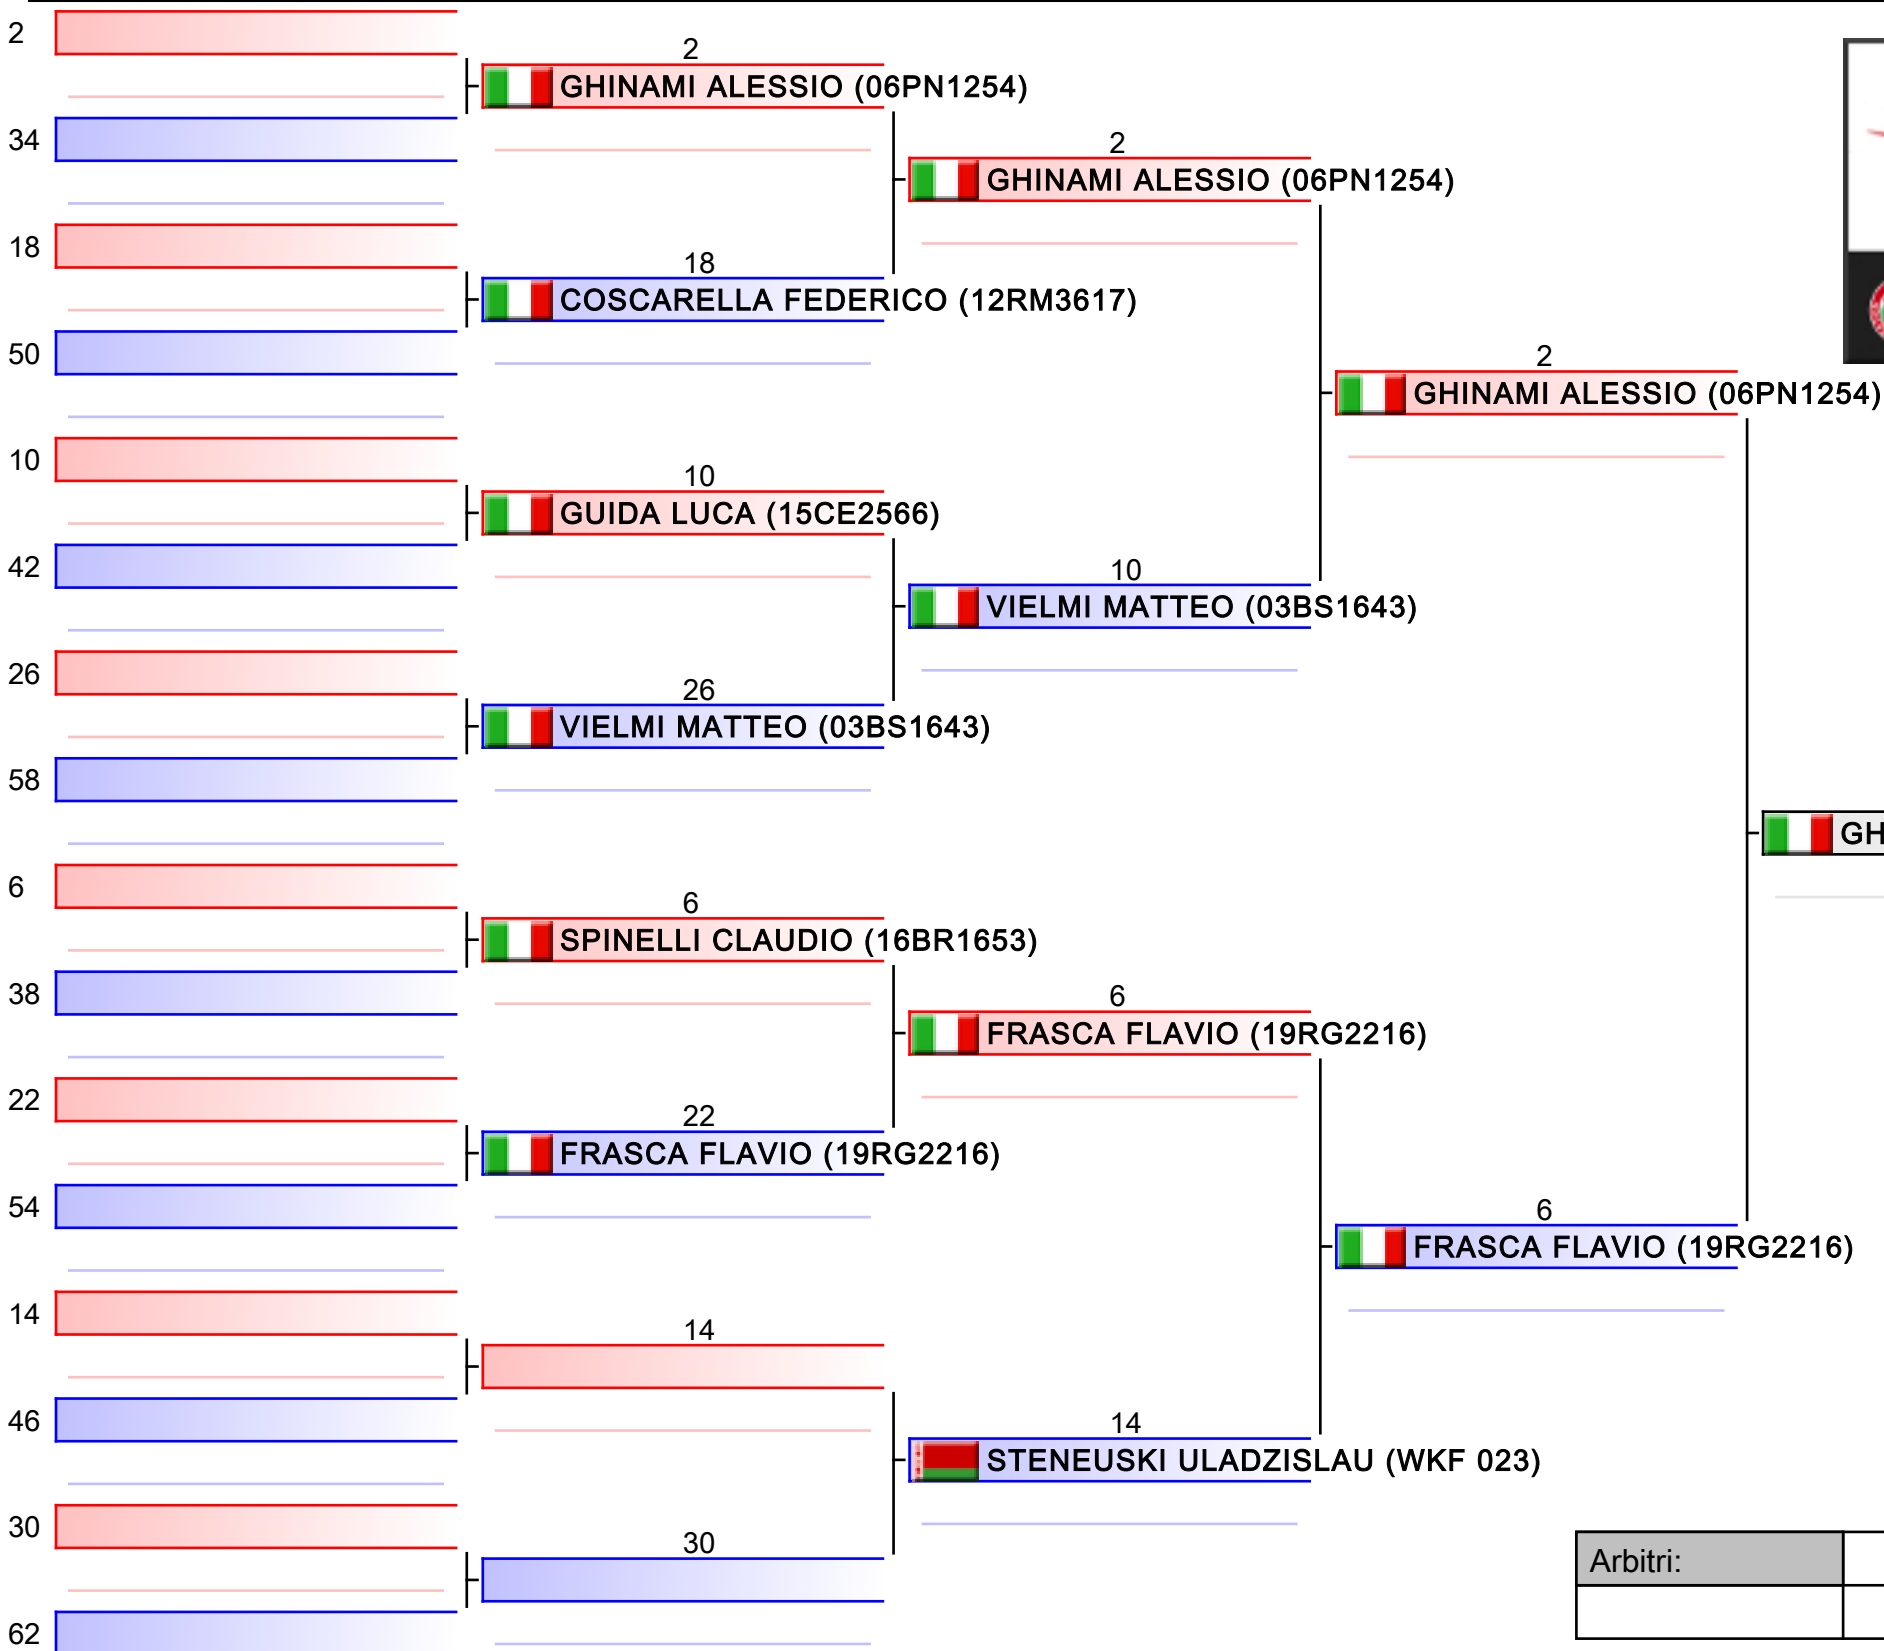 2
34
18
50
10
42
26
58
6
38
22
54
14
46
30
62
2
GHINAMI ALESSIO (06PN1254)
18
COSCARELLA FEDERICO (12RM3617)
10
GUIDA LUCA (15CE2566)
26
VIELMI MATTEO (03BS1643)
6
SPINELLI CLAUDIO (16BR1653)
22
FRASCA FLAVIO (19RG2216)
14
30
2
GHINAMI ALESSIO (06PN1254)
10
VIELMI MATTEO (03BS1643)
6
FRASCA FLAVIO (19RG2216)
14
STENEUSKI ULADZISLAU (WKF 023)
2
GHINAMI ALESSIO (06PN1254)
6
FRASCA FLAVIO (19RG2216)
GH
Arbitri: